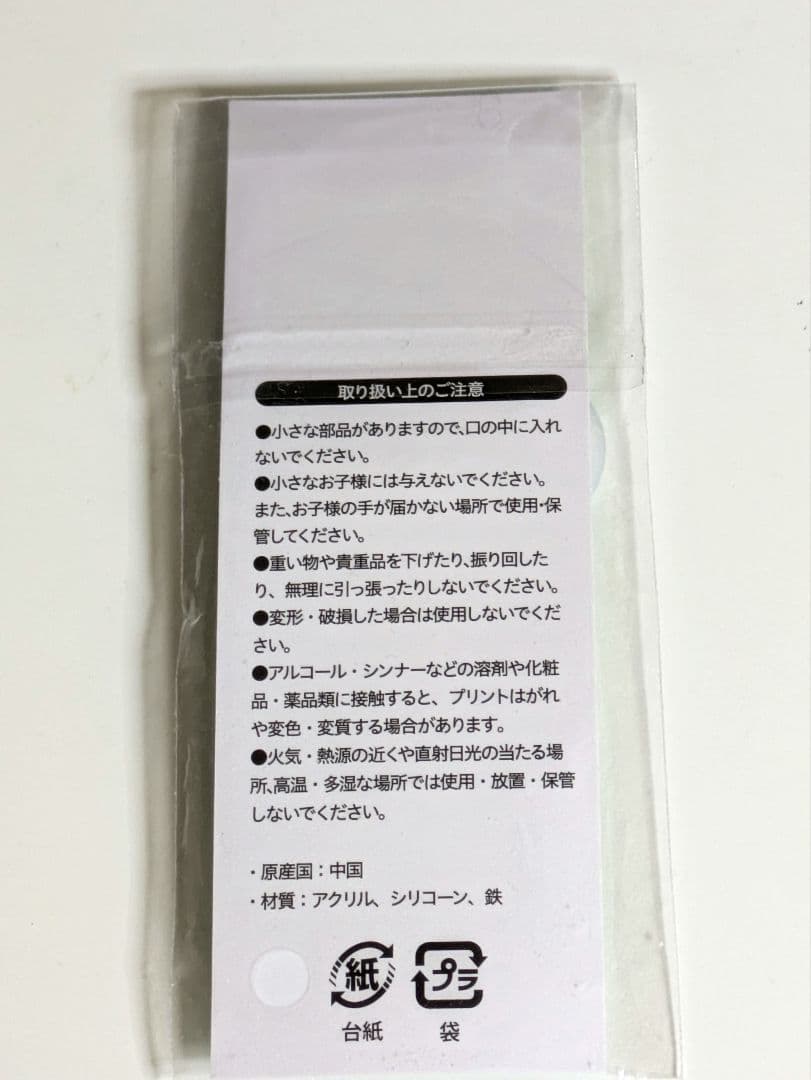 取り扱い上のご注意
●小さな部品がありますので、口の中に入れ
ないでください。
●小さなお子様には与えないでください。
また、お子様の手が届かない場所で使用・保
管してください。
●重い物や貴重品を下げたり、振り回した
り、無理に引っ張ったりしないでください。
●変形・破損した場合は使用しないでくだ
さい。
●アルコール・シンナーなどの溶剤や化粧
品・薬品類に接触すると、プリントはがれ
や変色・変質する場合があります。
●火気・熱源の近くや直射日光の当たる場
所、高温・多湿な場所では使用・放置・保管
しないでください。
・原産国：中国
・材質：アクリル、シリコーン、鉄
紙 プラ
台紙 袋